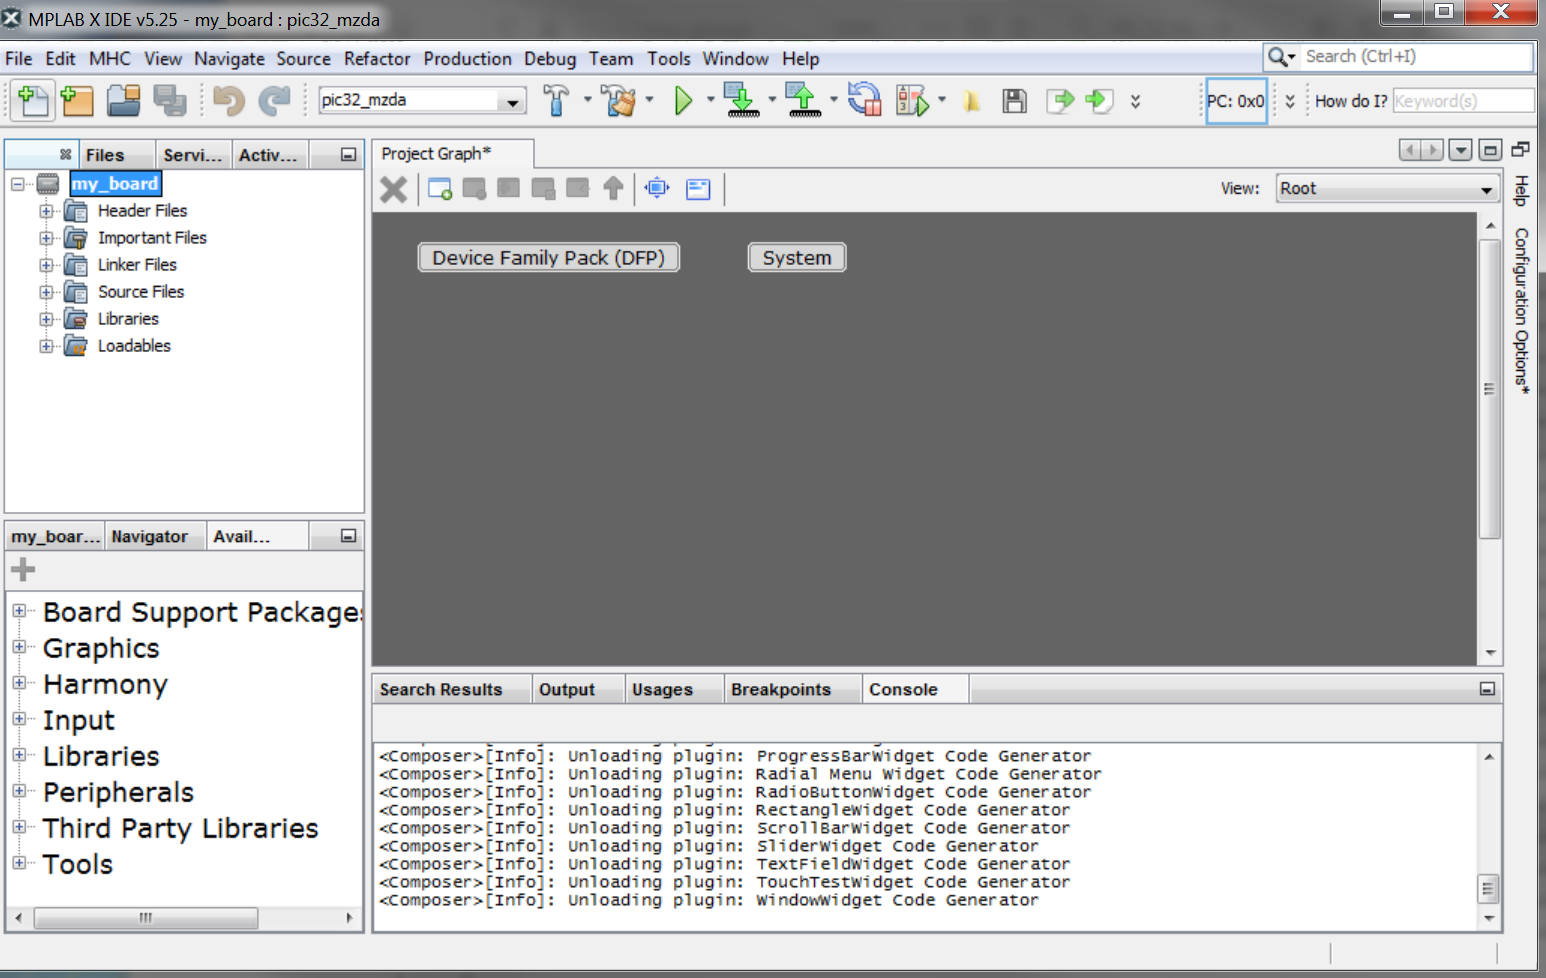 MPLAB X IDE v5.25 - my_board : pic32_mzda
File Edit MHC View Navigate Source Refactor Production Debug Team Tools Window Help
Search (Ctrl+I)
pic32_mzda
PC: 0x0
How do I?
Keyword(s)
Files
Servi...
Activ...
my_board
Header Files
Important Files
Linker Files
Source Files
Libraries
Loadables
Project Graph*
View:
Root
Device Family Pack (DFP)
System
Help
Configuration Options*
my_boar...
Navigator
Avail...
Board Support Packages
Graphics
Harmony
Input
Libraries
Peripherals
Third Party Libraries
Tools
Search Results
Output
Usages
Breakpoints
Console
<Composer>[Info]: Unloading plugin: ProgressBarWidget Code Generator
<Composer>[Info]: Unloading plugin: Radial Menu Widget Code Generator
<Composer>[Info]: Unloading plugin: RadioButtonWidget Code Generator
<Composer>[Info]: Unloading plugin: RectangleWidget Code Generator
<Composer>[Info]: Unloading plugin: ScrollBarWidget Code Generator
<Composer>[Info]: Unloading plugin: SliderWidget Code Generator
<Composer>[Info]: Unloading plugin: TextFieldWidget Code Generator
<Composer>[Info]: Unloading plugin: TouchTestWidget Code Generator
<Composer>[Info]: Unloading plugin: WindowWidget Code Generator